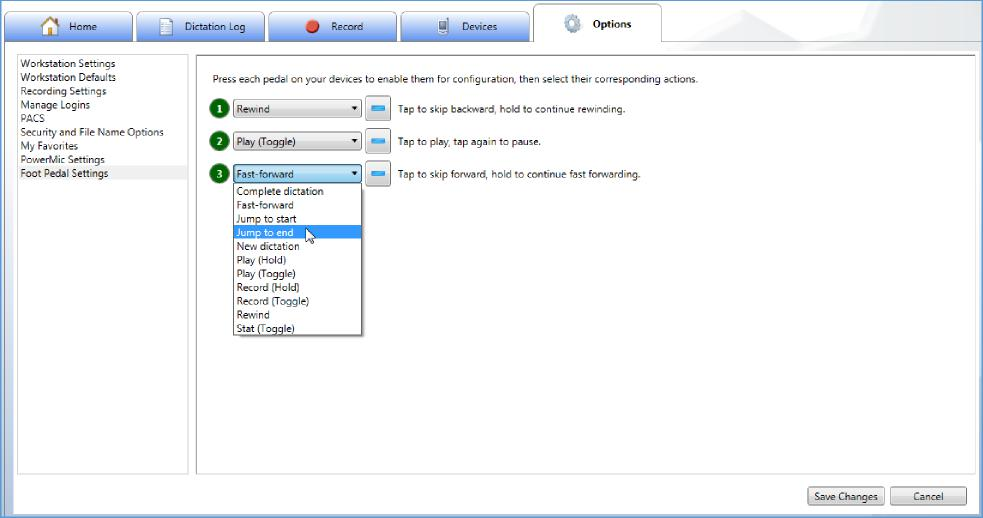 Home Dictation Log Record Devices Options
Workstation Settings
Workstation Defaults
Recording Settings
Manage Logins
PACS
Security and File Name Options
My Favorites
PowerMic Settings
Foot Pedal Settings
Press each pedal on your devices to enable them for configuration, then select their corresponding actions.
1 Rewind Tap to skip backward, hold to continue rewinding.
2 Play (Toggle) Tap to play, tap again to pause.
3 Fast-forward Tap to skip forward, hold to continue fast forwarding.
Complete dictation
Fast-forward
Jump to start
Jump to end
New dictation
Play (Hold)
Play (Toggle)
Record (Hold)
Record (Toggle)
Rewind
Stat (Toggle)
Save Changes Cancel